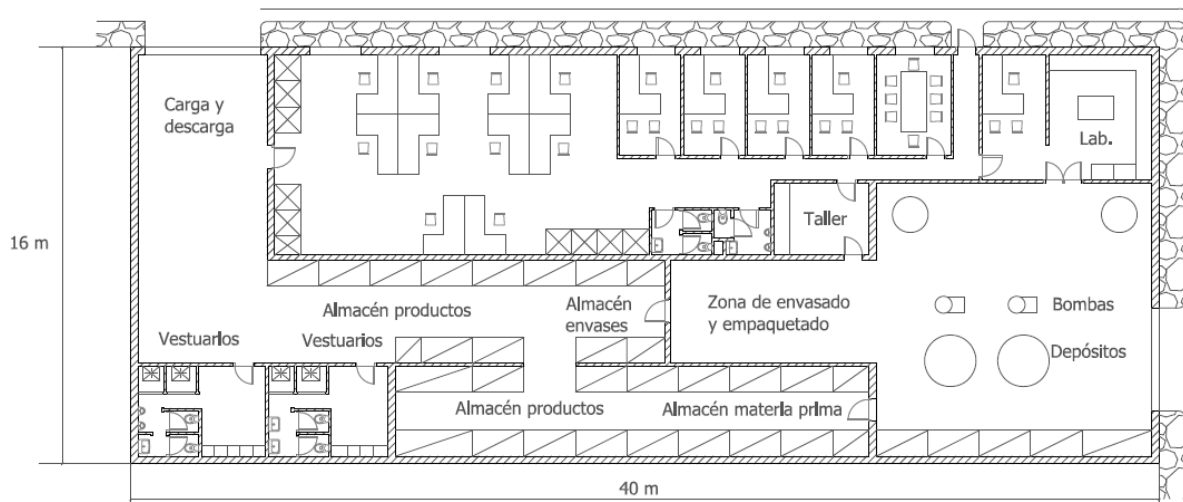 Carga y
descarga
Lab.
16 m
Taller
Almacén productos
Almacén
envases
Zona de envasado
y empaquetado
Bombas
Vestuarios
Vestuarios
Depósitos
Almacén productos
Almacén materia prima
40 m